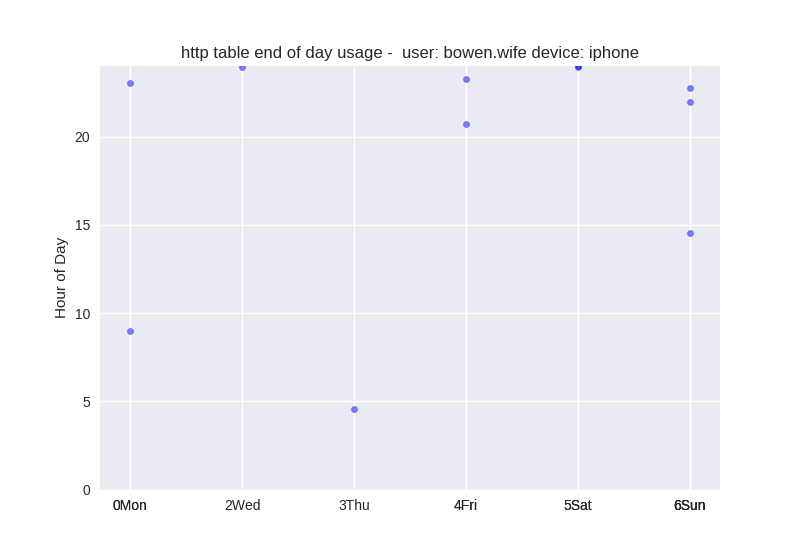 http table end of day usage -  user: bowen.wife device: iphone
20
15
10
5
0
Hour of Day
0Mon 2Wed 3Thu 4Fri 5Sat 6Sun